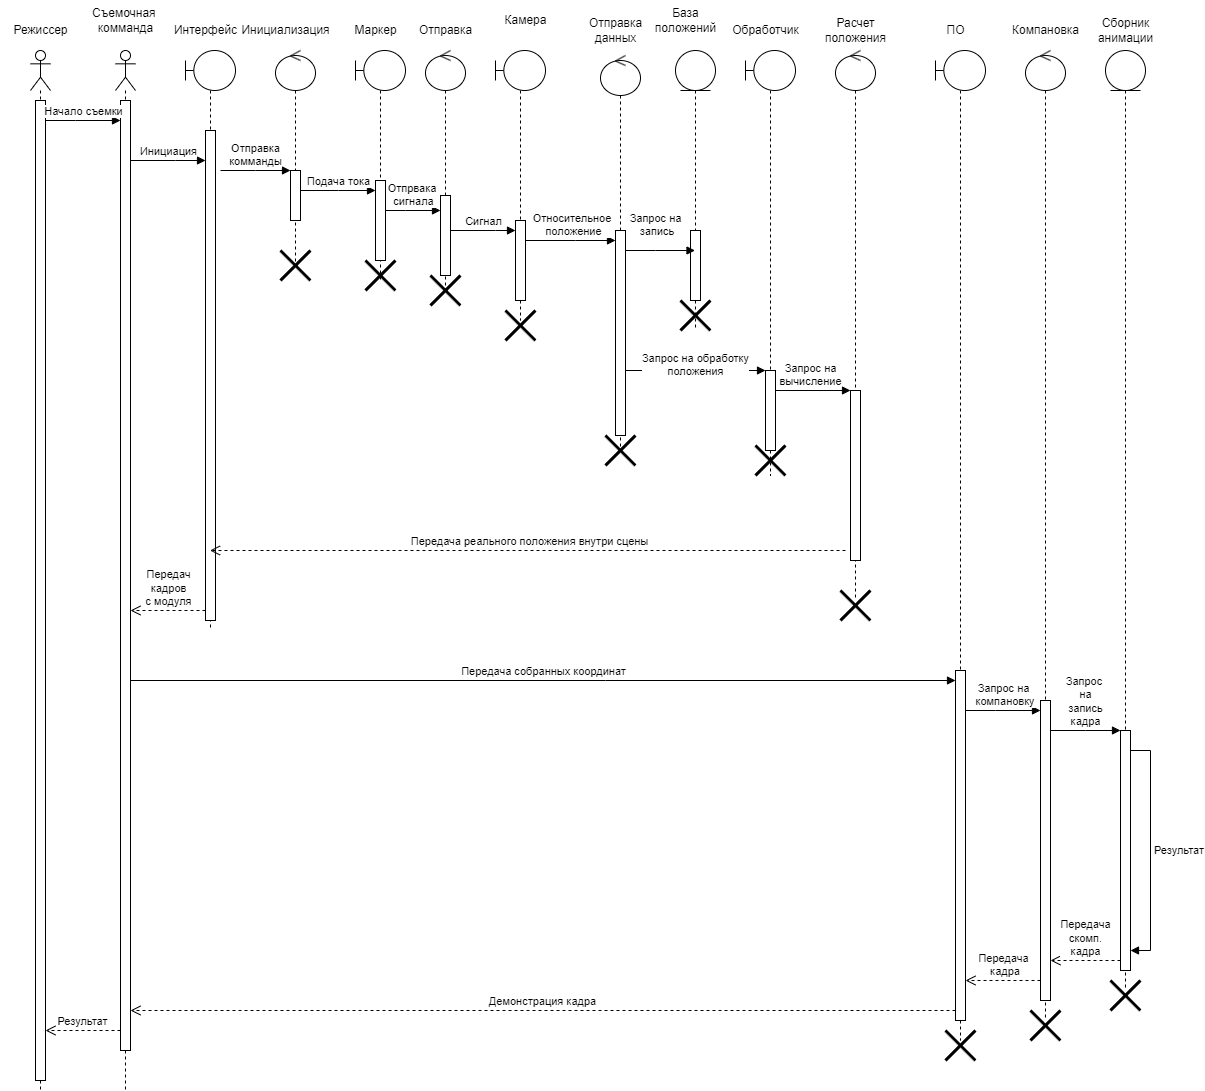 Режиссер
Съемочная
комманда
Интерфейс
Инициализация
Маркер
Отправка
Камера
Отправка
данных
База
положений
Обработчик
Расчет
положения
ПО
Компановка
Сборник
анимации
Начало съемки
Инициация
Отправка
комманды
Подача тока
Отпрвака
сигнала
Сигнал
Относительное
положение
Запрос на
запись
Запрос на обработку
положения
Запрос на
вычисление
Передача реального положения внутри сцены
Передач
кадров
с модуля
Передача собранных координат
Запрос на
компановку
Запрос
на
запись
кадра
Результат
Передача
скомп.
кадра
Передача
кадра
Демонстрация кадра
Результат